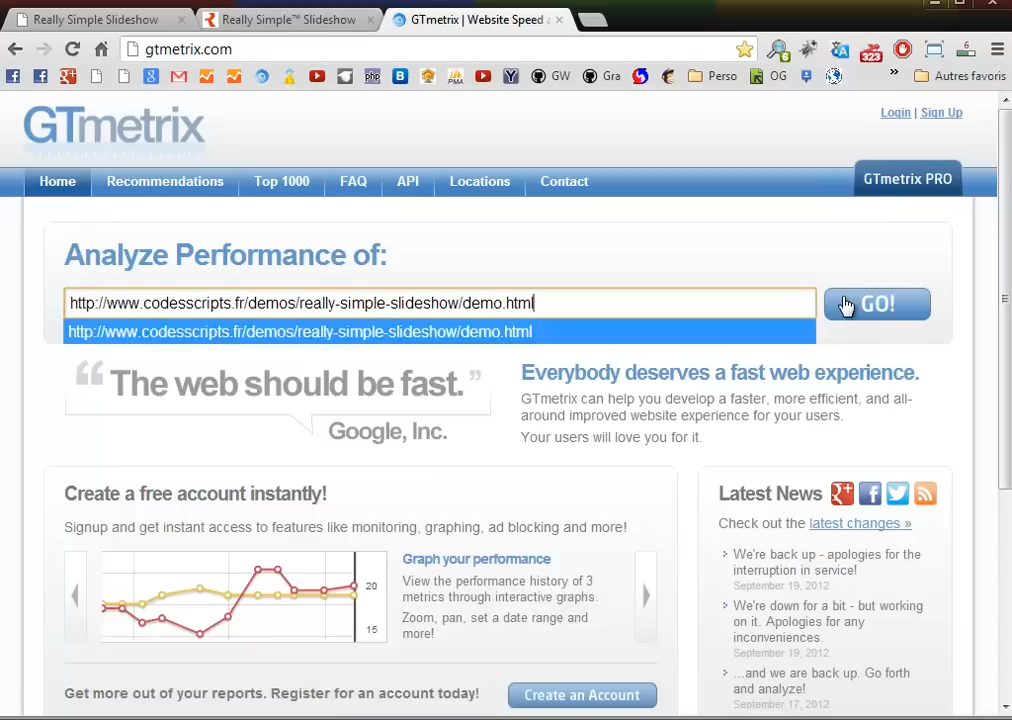 Really Simple Slideshow
Really Simple™ Slideshow
GTmetrix | Website Speed a
gtmetrix.com
6
323
6
php
B
PMA
GW
Gra
Perso
OG
»
Autres favoris
GTmetrix
Login | Sign Up
Home
Recommendations
Top 1000
FAQ
API
Locations
Contact
GTmetrix PRO
Analyze Performance of:
http://www.codesscripts.fr/demos/really-simple-slideshow/demo.html
GO!
http://www.codesscripts.fr/demos/really-simple-slideshow/demo.html
“The web should be fast.”
Google, Inc.
Everybody deserves a fast web experience.
GTmetrix can help you develop a faster, more efficient, and all-
around improved website experience for your users.
Your users will love you for it.
Create a free account instantly!
Signup and get instant access to features like monitoring, graphing, ad blocking and more!
20
15
Graph your performance
View the performance history of 3
metrics through interactive graphs.
Zoom, pan, set a date range and
more!
Get more out of your reports. Register for an account today!
Create an Account
Latest News
Check out the latest changes »
We're back up - apologies for the
interruption in service!
September 19, 2012
We're down for a bit - but working
on it. Apologies for any
inconveniences.
September 19, 2012
...and we are back up. Go forth
and analyze!
September 17, 2012